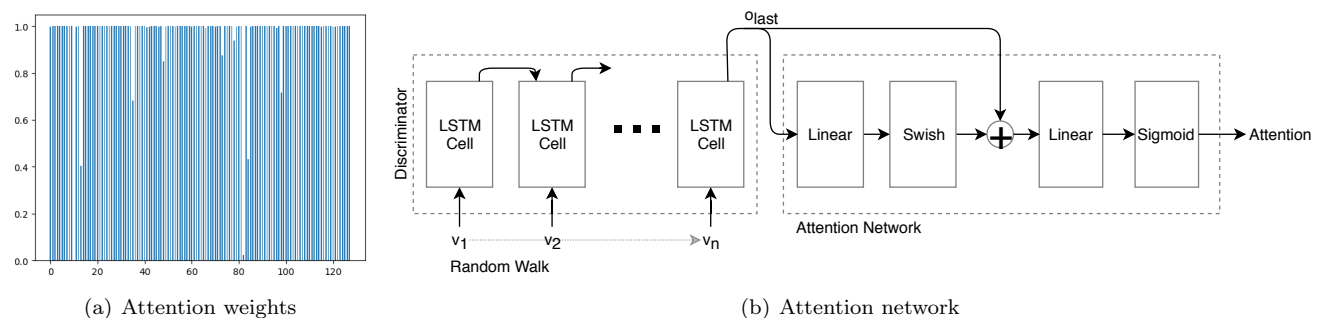 1.0
0.8
0.6
0.4
0.2
0.0
0 20 40 60 80 100 120
(a) Attention weights
olast
Discriminator
LSTM Cell
LSTM Cell
LSTM Cell
Linear
Swish
Linear
Sigmoid
Attention
Attention Network
v1 v2 vn
Random Walk
(b) Attention network